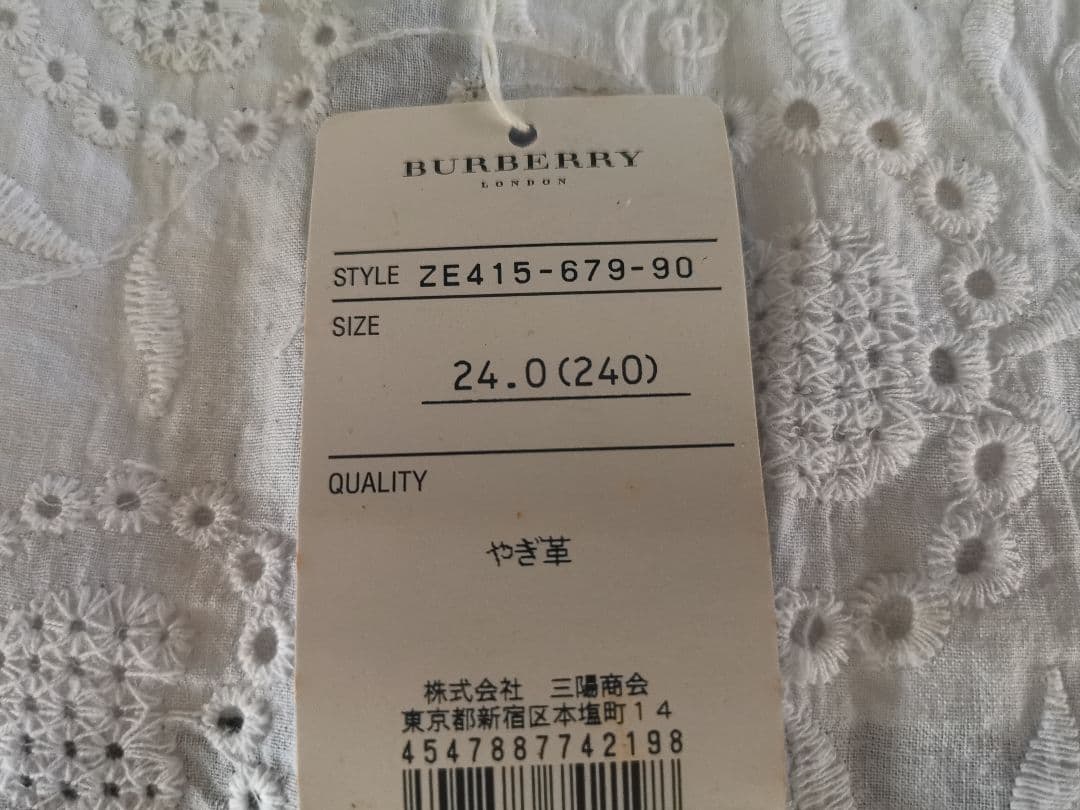 BURBERRY
LONDON
STYLE ZE415-679-90
SIZE
24.0(240)
QUALITY
やぎ革
株式会社 三陽商会
東京都新宿区本塩町14
4547887742198